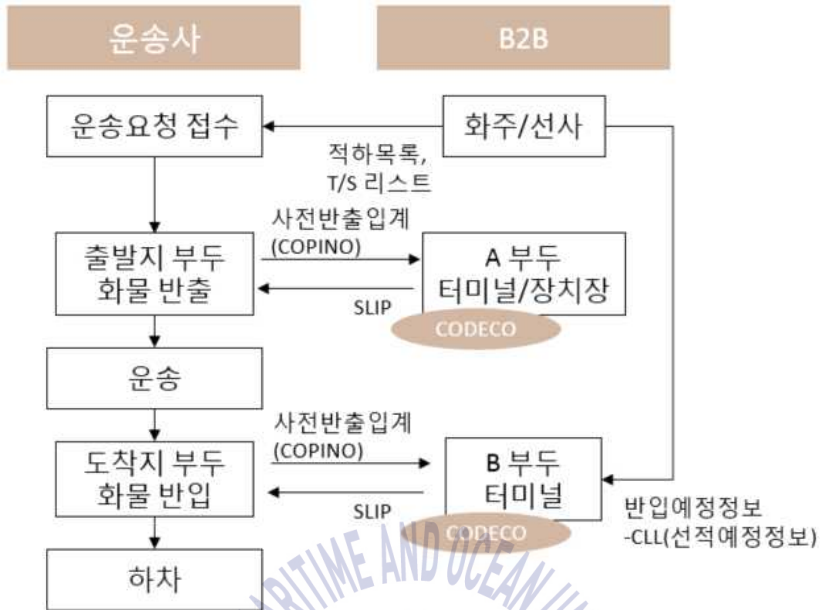 운송사
B2B
운송요청 접수
화주/선사
적하목록,
T/S 리스트
사전반출입계
(COPINO)
출발지 부두
화물 반출
A 부두
터미널/장치장
SLIP
CODECO
운송
사전반출입계
(COPINO)
도착지 부두
화물 반입
B 부두
터미널
SLIP
CODECO
반입예정정보
-CLL(선적예정정보)
하차
MARITIME AND OCEAN